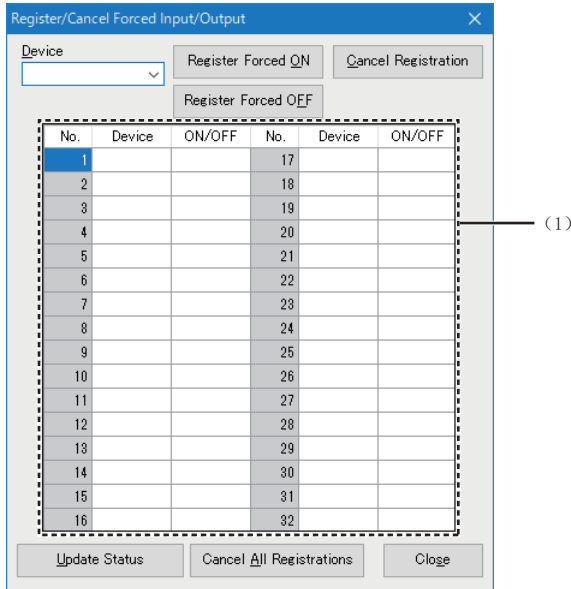 Register/Cancel Forced Input/Output
Device
Register Forced ON
Cancel Registration
Register Forced OFF
No. Device ON/OFF No. Device ON/OFF
1 17
2 18
3 19
4 20
5 21
6 22
7 23
8 24
9 25
10 26
11 27
12 28
13 29
14 30
15 31
16 32
(1)
Update Status Cancel All Registrations Close